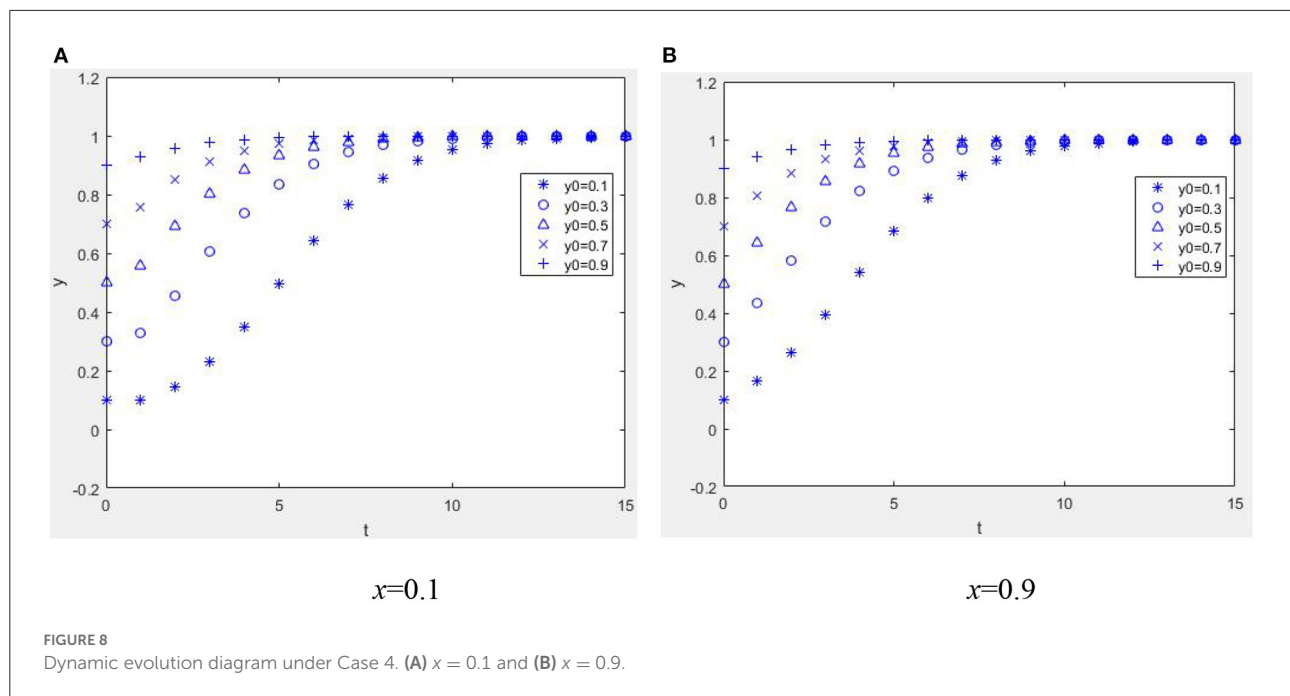 A
1.2
1
0.8
0.6
0.4
0.2
0
-0.2
y
0
5
10
15
t
y0=0.1
y0=0.3
y0=0.5
y0=0.7
y0=0.9
x=0.1
B
1.2
1
0.8
0.6
0.4
0.2
0
-0.2
y
0
5
10
15
t
y0=0.1
y0=0.3
y0=0.5
y0=0.7
y0=0.9
x=0.9
FIGURE 8
Dynamic evolution diagram under Case 4. (A) x = 0.1 and (B) x = 0.9.